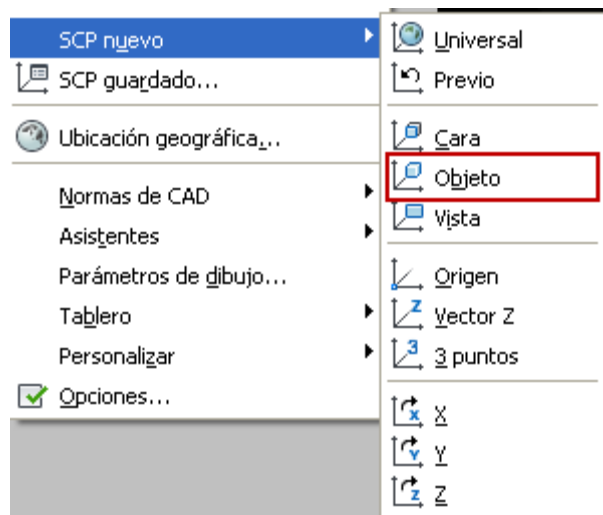 SCP nuevo
SCP guardado...
Ubicación geográfica...
Normas de CAD
Asistentes
Parámetros de dibujo...
Tablero
Personalizar
Opciones...
Universal
Previo
Cara
Objeto
Vista
Origen
Z
Vector Z
3
3 puntos
X
X
Y
Y
Z
Z